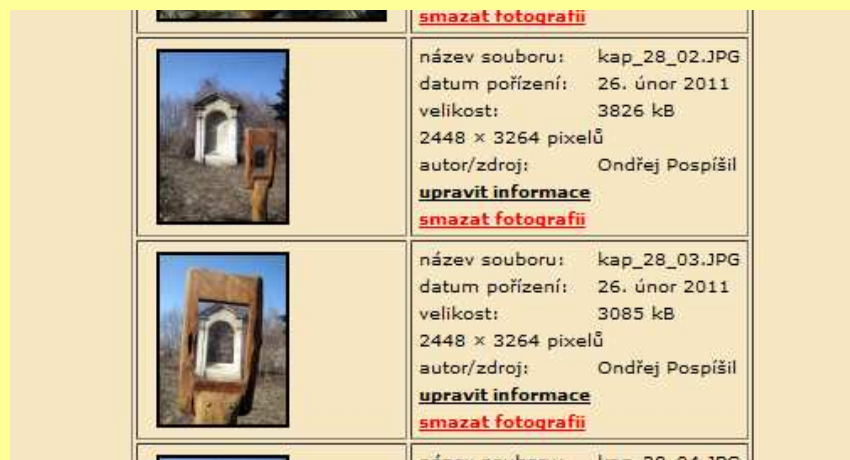 smazat fotografii
název souboru: kap_28_02.JPG
datum pořízení: 26. únor 2011
velikost: 3826 kB
2448 × 3264 pixelů
autor/zdroj: Ondřej Pospíšil
upravit informace
smazat fotografii
název souboru: kap_28_03.JPG
datum pořízení: 26. únor 2011
velikost: 3085 kB
2448 × 3264 pixelů
autor/zdroj: Ondřej Pospíšil
upravit informace
smazat fotografii